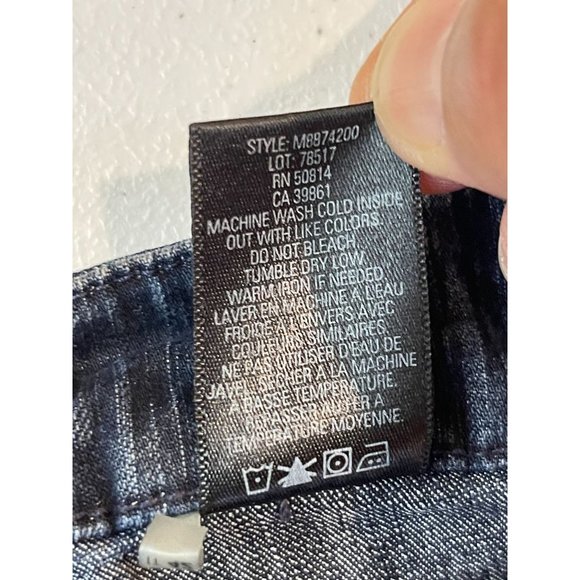 STYLE: M8874200
LOT: 78517
RN 50814
CA 39861
MACHINE WASH COLD INSIDE
OUT WITH LIKE COLORS.
DO NOT BLEACH.
TUMBLE DRY LOW.
WARM IRON IF NEEDED.
LAVER EN MACHINE A L'EAU
FROIDE A L'ENVERS AVEC
COULEURS SIMILAIRES.
NE PAS UTILISER D'EAU DE
JAVEL. SECHER A LA MACHINE
A BASSE TEMPERATURE.
REPASSER AU FER A
TEMPERATURE MOYENNE.